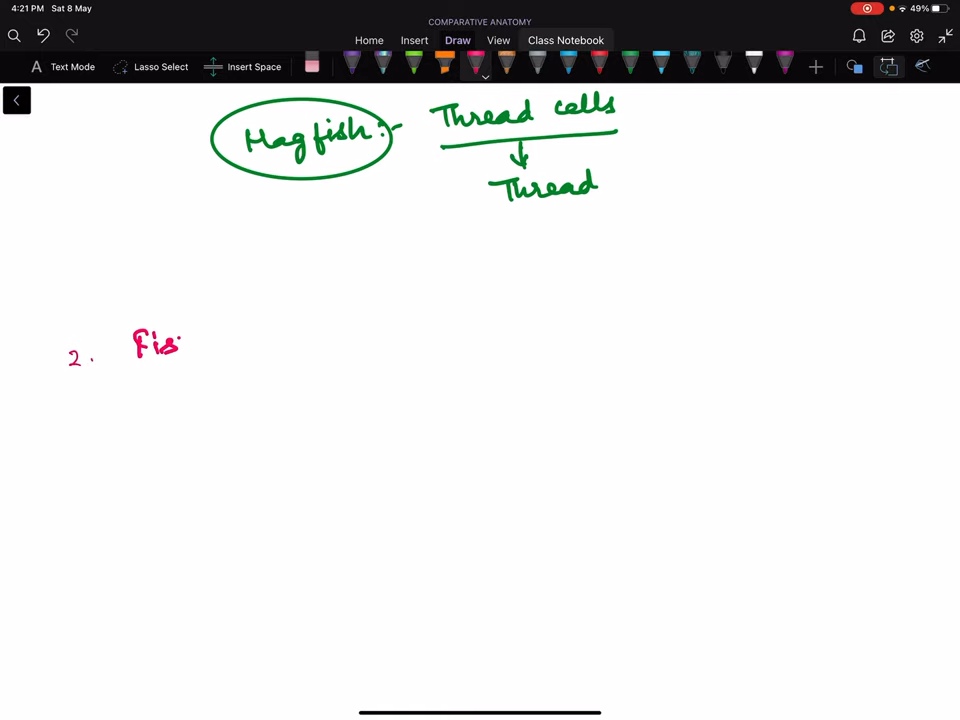 4:21 PM Sat 8 May 49%
COMPARATIVE ANATOMY
Home Insert Draw View Class Notebook
A Text Mode Lasso Select Insert Space
Hagfish:- Thread cells
Thread
2. Fis